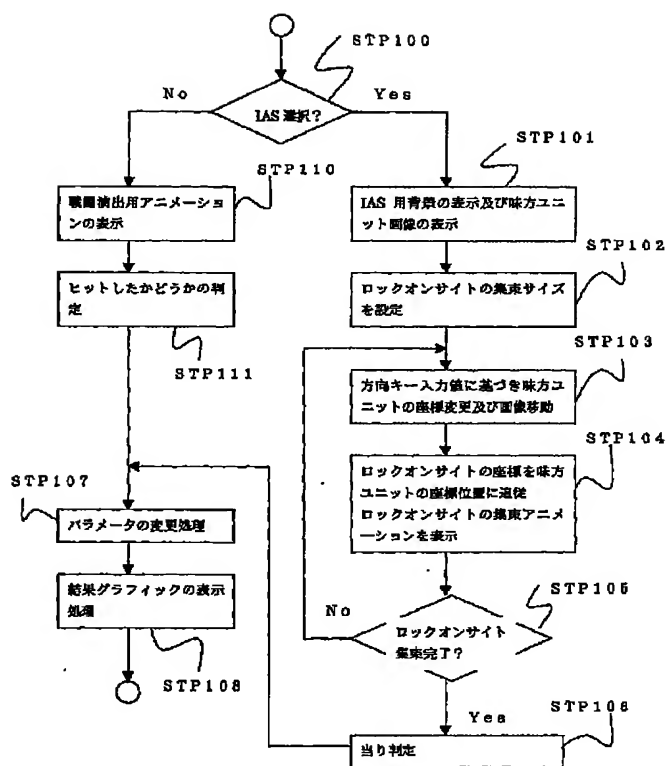 STP100
No
Yes
IAS 選択？
STP101
STP110
戦闘演出用アニメーショ
ンの表示
IAS 用背景の表示及び味方ユニ
ット画像の表示
STP102
ヒットしたかどうかの判
定
ロックオンサイトの集束サイズ
を設定
STP111
STP103
方向キー入力値に基づき味方ユ
ニットの座標変更及び画像移動
STP104
ロックオンサイトの座標を味方
ユニットの座標位置に追従
ロックオンサイトの集束アニメ
ーションを表示
STP107
パラメータの変更処理
結果グラフィックの表示
処理
STP108
No
STP105
ロックオンサイト
集束完了？
Yes
STP106
当り判定